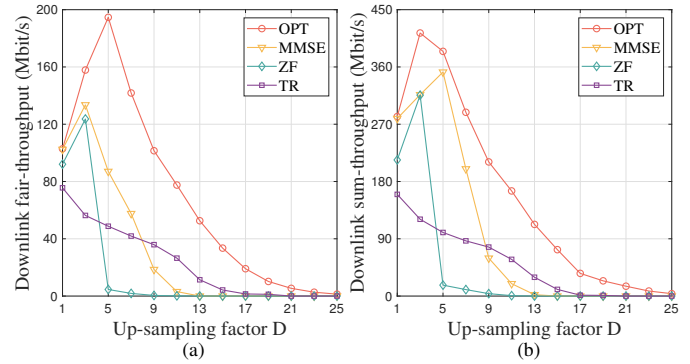 Downlink fair-throughput (Mbit/s)
200
160
120
80
40
0
OPT
MMSE
ZF
TR
1 5 9 13 17 21 25
Up-sampling factor D
(a)
Downlink sum-throughput (Mbit/s)
450
360
270
180
90
0
OPT
MMSE
ZF
TR
1 5 9 13 17 21 25
Up-sampling factor D
(b)